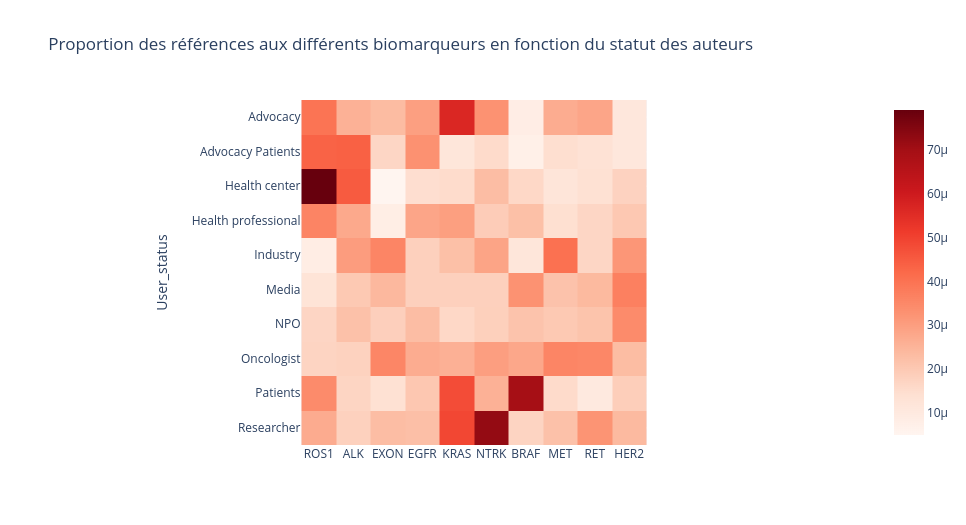 Proportion des références aux différents biomarqueurs en fonction du statut des auteurs
User_status
Advocacy
Advocacy Patients
Health center
Health professional
Industry
Media
NPO
Oncologist
Patients
Researcher
ROS1 ALK EXON EGFR KRAS NTRK BRAF MET RET HER2
70µ
60µ
50µ
40µ
30µ
20µ
10µ